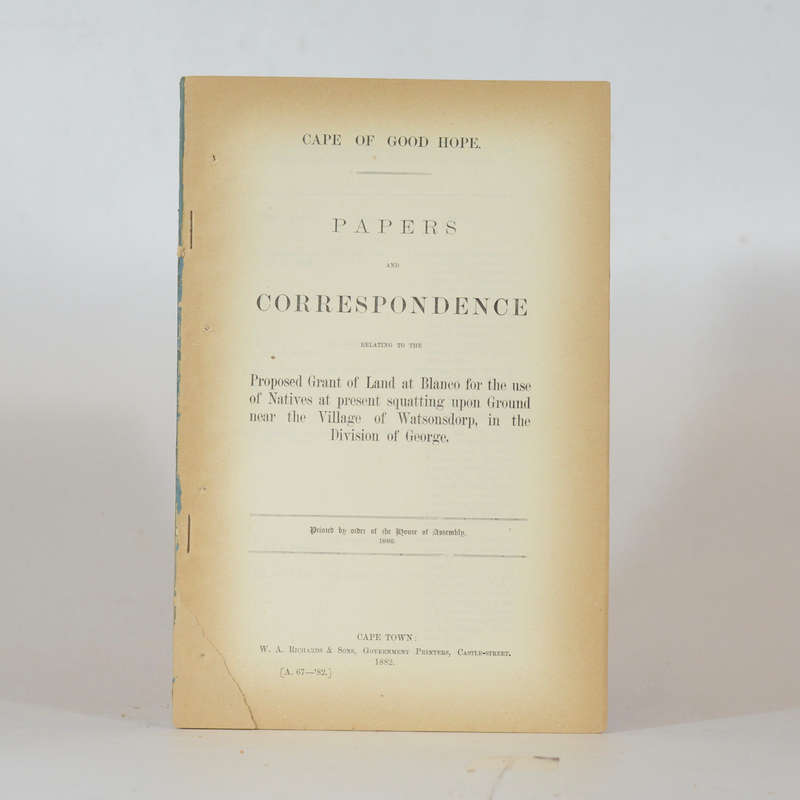 CAPE OF GOOD HOPE.
PAPERS
AND
CORRESPONDENCE
RELATING TO THE
Proposed Grant of Land at Blanco for the use
of Natives at present squatting upon Ground
near the Village of Watsonsdorp, in the
Division of George.
Printed by order of the House of Assembly.
1882.
CAPE TOWN:
W. A. RICHARDS & SONS, GOVERNMENT PRINTERS, CASTLE-STREET.
1882.
[A. 67—'82.]